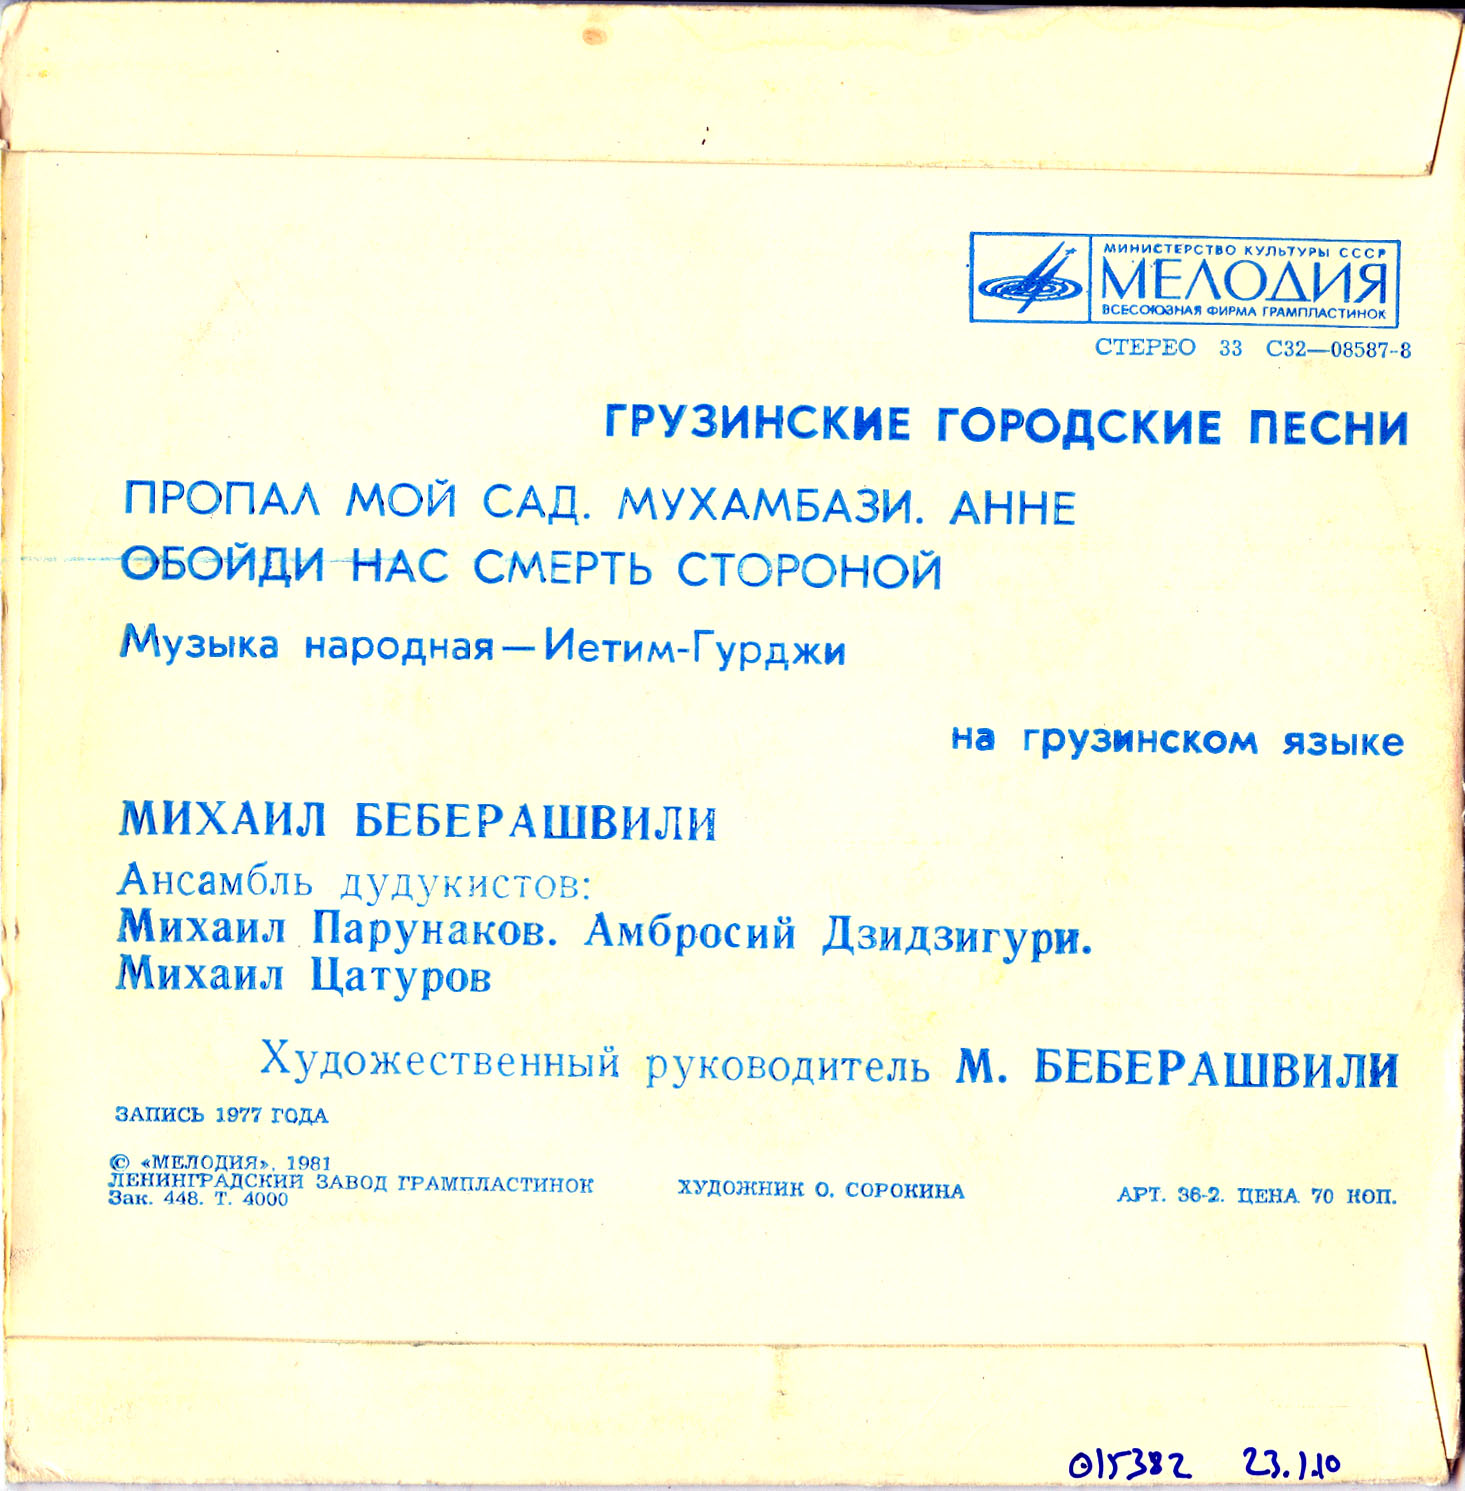 МИНИСТЕРСТВО КУЛЬТУРЫ СССР
МЕЛОДИЯ
ВСЕСОЮЗНАЯ ФИРМА ГРАМПЛАСТИНОК
СТЕРЕО 33 С32—08587-8
ГРУЗИНСКИЕ ГОРОДСКИЕ ПЕСНИ
ПРОПАЛ МОЙ САД. МУХАМБАЗИ. АННЕ
ОБОЙДИ НАС СМЕРТЬ СТОРОНОЙ
Музыка народная — Иетим-Гурджи
на грузинском языке
МИХАИЛ БЕБЕРАШВИЛИ
Ансамбль дудукистов:
Михаил Парунаков. Амбросий Дзидзигури.
Михаил Цатуров
Художественный руководитель М. БЕБЕРАШВИЛИ
ЗАПИСЬ 1977 ГОДА
© «МЕЛОДИЯ», 1981
ЛЕНИНГРАДСКИЙ ЗАВОД ГРАМПЛАСТИНОК
Зак. 448. Т. 4000
ХУДОЖНИК О. СОРОКИНА
АРТ. 36-2. ЦЕНА 70 КОП.
015382 23.1.10